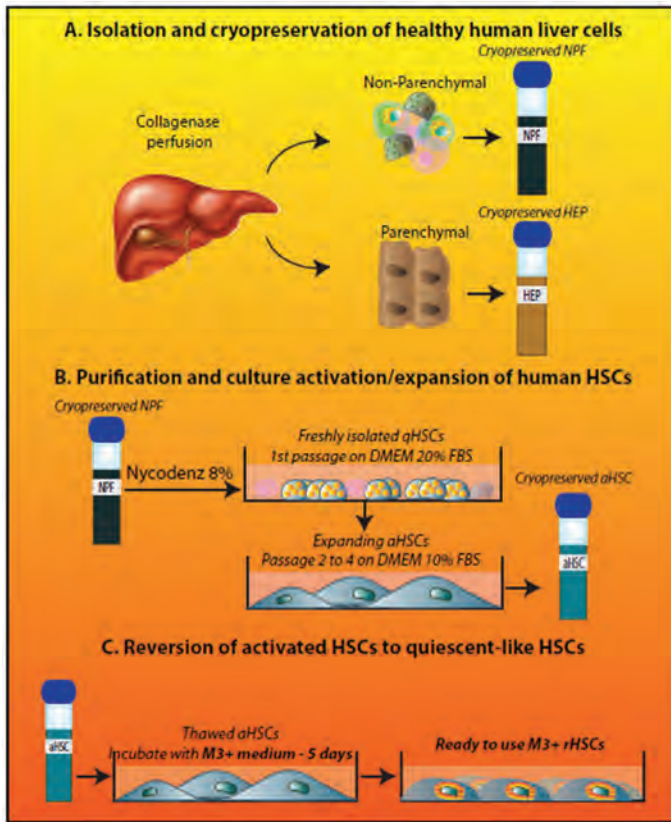 A. Isolation and cryopreservation of healthy human liver cells
Cryopreserved NPF
Non-Parenchymal
Collagenase
perfusion
NPF
Cryopreserved HEP
Parenchymal
HEP
B. Purification and culture activation/expansion of human HSCs
Cryopreserved NPF
Freshly isolated qHSCs
1st passage on DMEM 20% FBS
Nycodenz 8%
NPF
Cryopreserved aHSC
Expanding aHSCs
Passage 2 to 4 on DMEM 10% FBS
aHSC
C. Reversion of activated HSCs to quiescent-like HSCs
aHSC
Thawed aHSCs
Incubate with M3+ medium - 5 days
Ready to use M3+ rHSCs